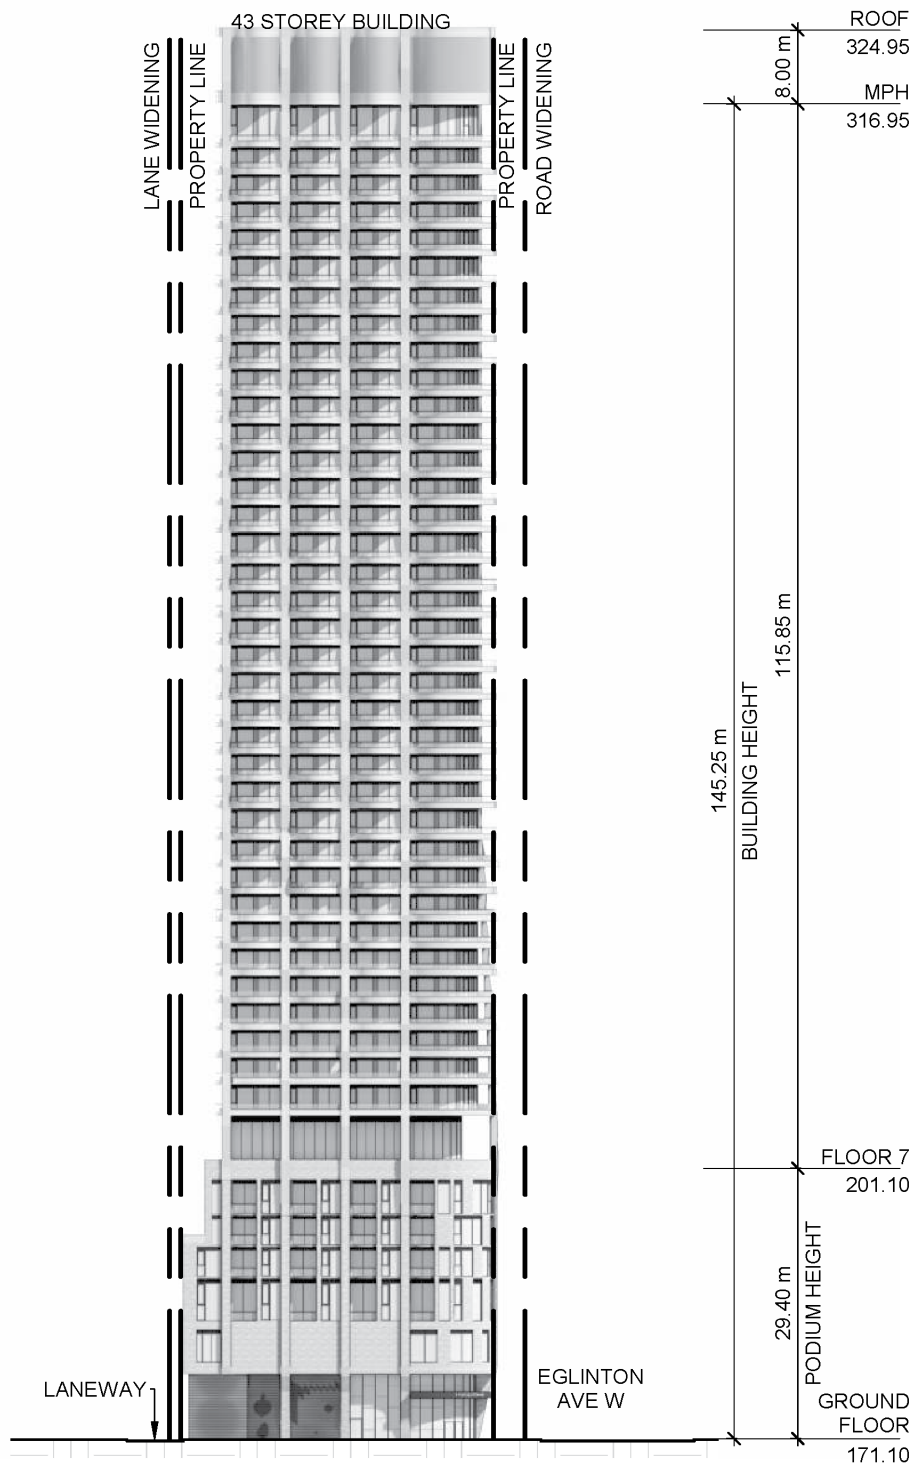 43 STOREY BUILDING
LANE WIDENING
PROPERTY LINE
PROPERTY LINE
ROAD WIDENING
ROOF
324.95
8.00 m
MPH
316.95
115.85 m
145.25 m
BUILDING HEIGHT
FLOOR 7
201.10
29.40 m
PODIUM HEIGHT
LANEWAY
EGLINTON
AVE W
GROUND
FLOOR
171.10